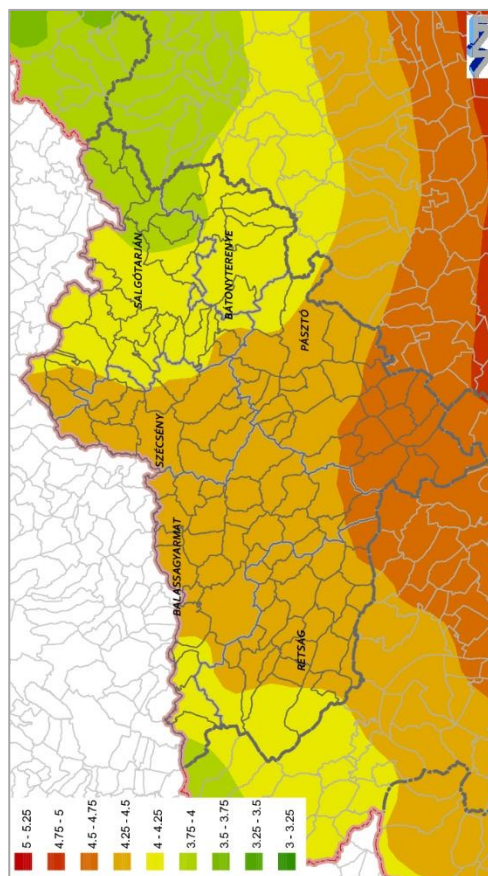 5 - 5.25
4.75 - 5
4.5 - 4.75
4.25 - 4.5
4 - 4.25
3.75 - 4
3.5 - 3.75
3.25 - 3.5
3 - 3.25
RÉTSÁG
BALASSAGYARMAT
SZÉCSÉNY
PÁSZTÓ
BÁTONYTERENYE
SALGÓTARJÁN